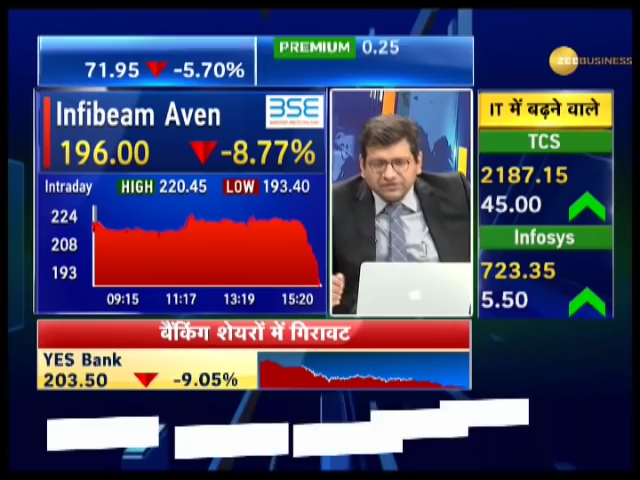 PREMIUM 0.25
71.95 -5.70%
ZEEBUSINESS
Infibeam Aven
BSE
196.00 -8.77%
Intraday HIGH 220.45 LOW 193.40
224
208
193
09:15 11:17 13:19 15:20
IT में बढ़ने वाले
TCS
2187.15
45.00
Infosys
723.35
5.50
बैंकिंग शेयरों में गिरावट
YES Bank
203.50 -9.05%